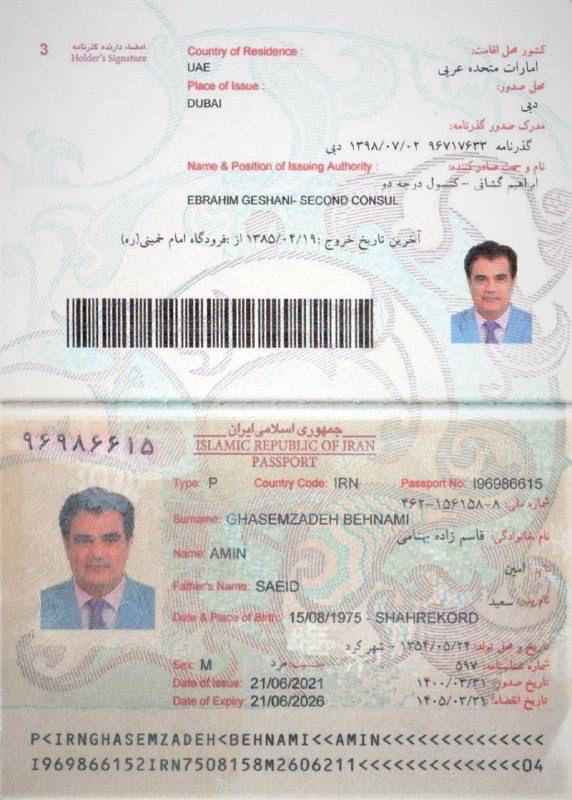 3
امضاء دارنده گذرنامه
Holder's Signature
Country of Residence :
کشور محل اقامت:
UAE
امارات متحده عربی
Place of Issue :
محل صدور:
DUBAI
دبی
مدرک صدور گذرنامه:
گذرنامه ۹۶۷۱۷۶۳۳ ۱۳۹۸/۰۷/۰۲ دبی
Name & Position of Issuing Authority :
نام و سمت صادر کننده:
ابراهیم گشانی - کنسول درجه دو
EBRAHIM GESHANI- SECOND CONSUL
آخرین تاریخ خروج :۱۳۸۵/۰۴/۱۹ از :فرودگاه امام خمینی(ره)
۹۶۹۸۶۶۱۵
جمهوری اسلامی ایران
ISLAMIC REPUBLIC OF IRAN
PASSPORT
Type: P
Country Code: IRN
Passport No: I96986615
شماره ملی: ۴۶۲-۱۵۶۱۵۸-۸
Surname: GHASEMZADEH BEHNAMI
نام خانوادگی: قاسم زاده بهنامی
Name: AMIN
نام: امین
Father's Name: SAEID
نام پدر: سعید
Date & Place of Birth: 15/08/1975 - SHAHREKORD
تاریخ و محل تولد: ۱۳۵۴/۰۵/۲۴ - شهر کرد
Sex: M
جنسیت: مرد
شماره شناسنامه: ۵۹۷
Date of Issue: 21/06/2021
تاریخ صدور: ۱۴۰۰/۰۳/۳۱
Date of Expiry: 21/06/2026
تاریخ انقضاء: ۱۴۰۵/۰۳/۳۱
P<IRNGHASEMZADEH<BEHNAMI<<AMIN<<<<<<<<<<<<<<
I969866152IRN7508158M2606211<<<<<<<<<<<<<<04